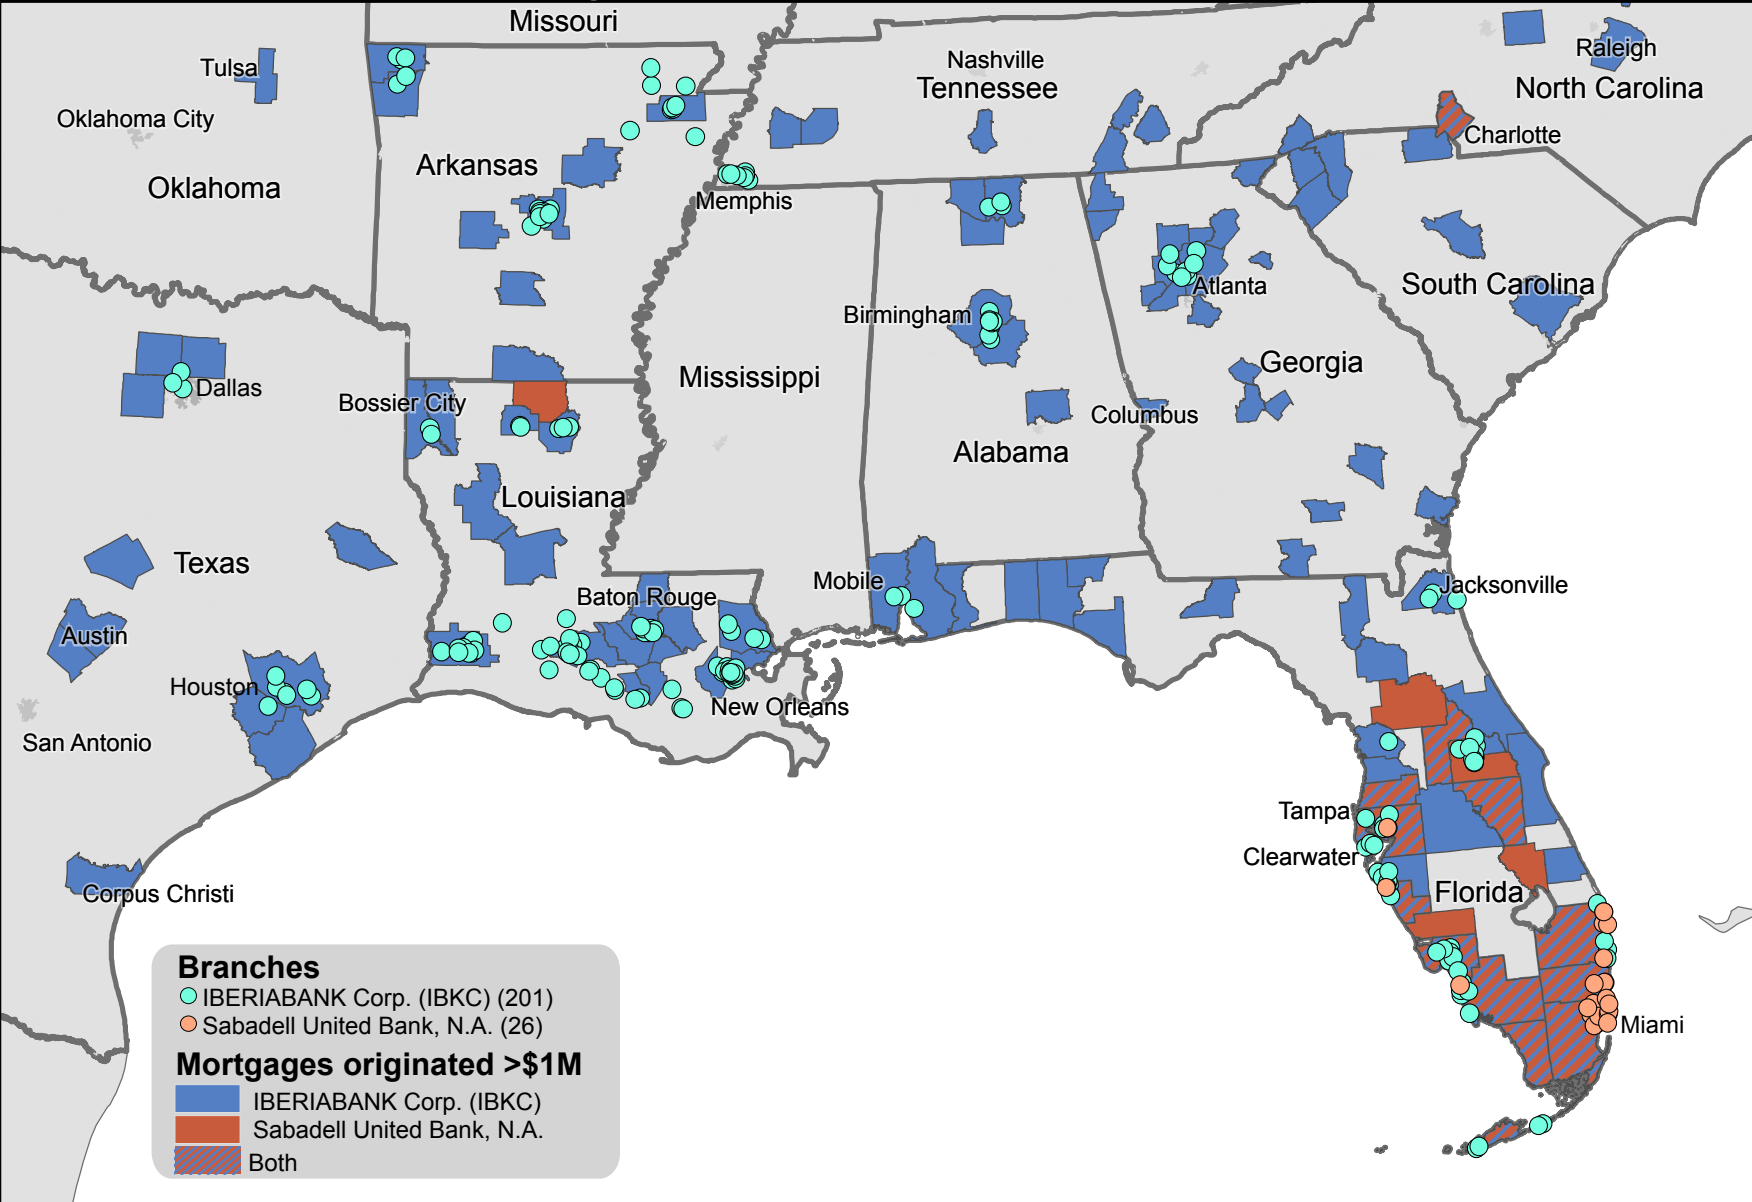 Missouri
Tulsa
Nashville
Tennessee
Raleigh
North Carolina
Oklahoma City
Charlotte
Arkansas
Oklahoma
Memphis
Atlanta
South Carolina
Birmingham
Georgia
Mississippi
Dallas
Bossier City
Columbus
Alabama
Louisiana
Texas
Mobile
Jacksonville
Baton Rouge
Austin
Houston
New Orleans
San Antonio
Tampa
Clearwater
Florida
Corpus Christi
Miami
Branches
IBERIABANK Corp. (IBKC) (201)
Sabadell United Bank, N.A. (26)
Mortgages originated >$1M
IBERIABANK Corp. (IBKC)
Sabadell United Bank, N.A.
Both